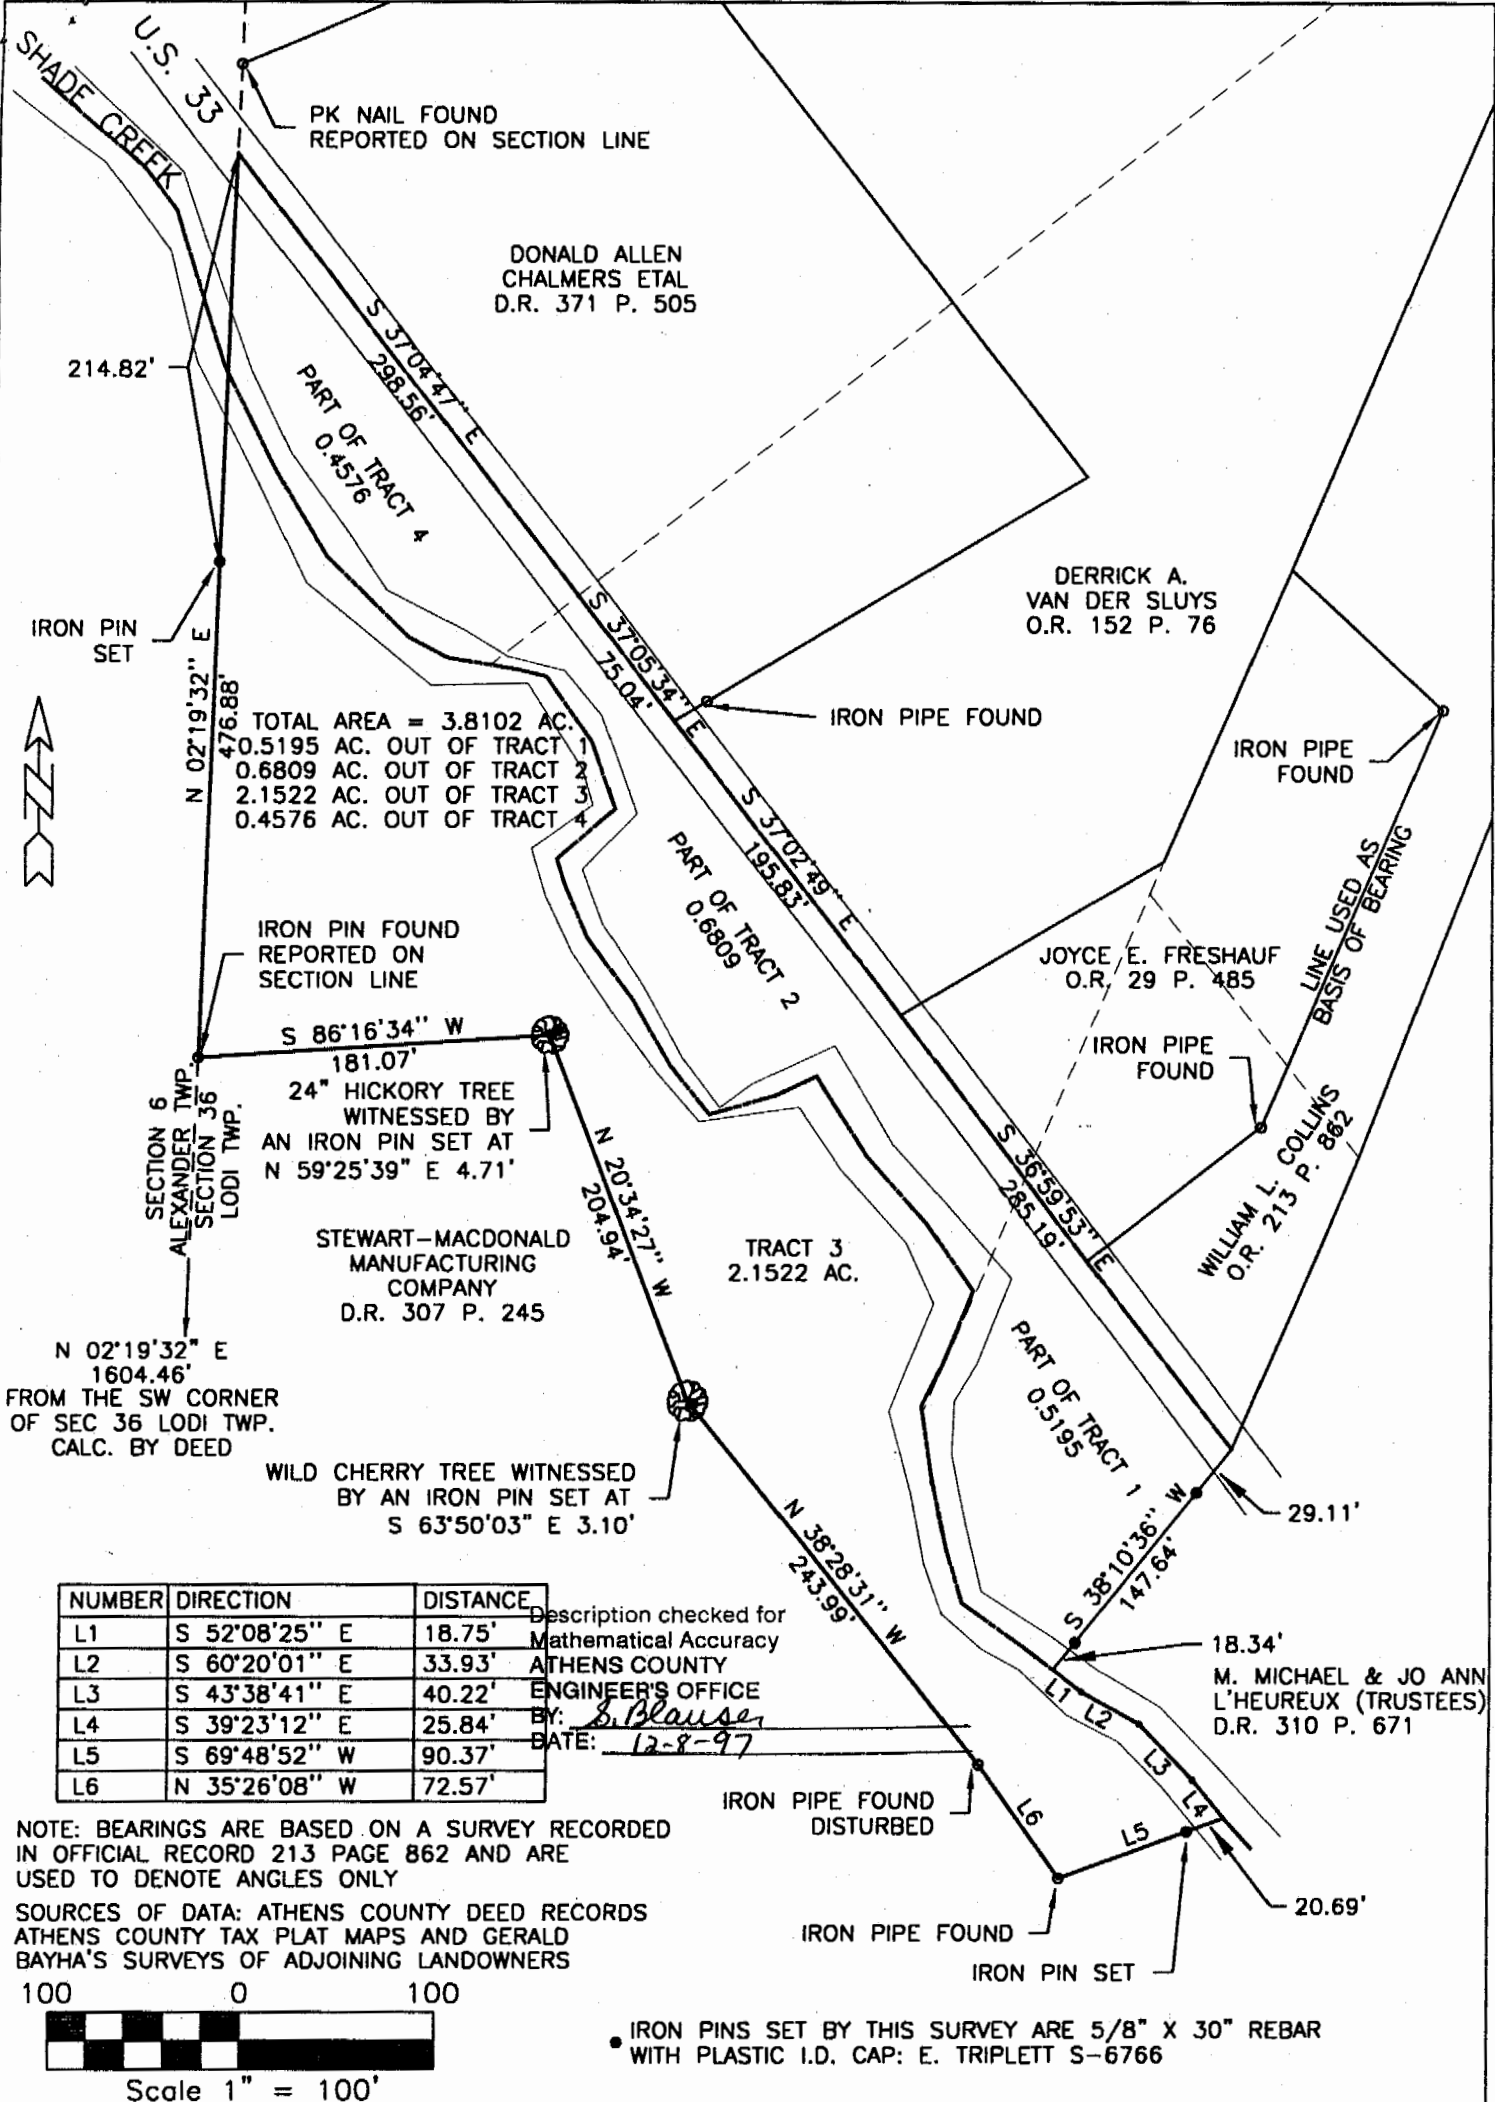 U.S. 33
SHADE CREEK
PK NAIL FOUND
REPORTED ON SECTION LINE
DONALD ALLEN
CHALMERS ETAL
D.R. 371 P. 505
214.82'
S 37°04'47" E
298.56'
PART OF TRACT 4
0.4576
IRON PIN
SET
S 37°05'34" E
75.04'
DERRICK A.
VAN DER SLUYS
O.R. 152 P. 76
IRON PIPE FOUND
IRON PIPE
FOUND
N 02°19'32" E
476.88'
TOTAL AREA = 3.8102 AC.
0.5195 AC. OUT OF TRACT 1
0.6809 AC. OUT OF TRACT 2
2.1522 AC. OUT OF TRACT 3
0.4576 AC. OUT OF TRACT 4
N
S 37°02'49" E
195.83'
PART OF TRACT 2
0.6809
LINE USED AS
BASIS OF BEARING
IRON PIN FOUND
REPORTED ON
SECTION LINE
JOYCE E. FRESHAUF
O.R. 29 P. 485
IRON PIPE
FOUND
S 86°16'34" W
181.07'
24" HICKORY TREE
WITNESSED BY
AN IRON PIN SET AT
N 59°25'39" E 4.71'
SECTION 6
ALEXANDER TWP.
SECTION 36
LODI TWP.
N 20°34'27" W
204.94'
S 36°59'53" E
285.19'
WILLIAM L. COLLINS
O.R. 213 P. 862
STEWART-MACDONALD
MANUFACTURING
COMPANY
D.R. 307 P. 245
TRACT 3
2.1522 AC.
N 02°19'32" E
1604.46'
FROM THE SW CORNER
OF SEC 36 LODI TWP.
CALC. BY DEED
PART OF TRACT 1
0.5195
WILD CHERRY TREE WITNESSED
BY AN IRON PIN SET AT
S 63°50'03" E 3.10'
29.11'
S 38°10'36" W
147.64'
N 38°28'31" W
243.99'
18.34'
M. MICHAEL & JO ANN
L'HEUREUX (TRUSTEES)
D.R. 310 P. 671
NUMBER DIRECTION DISTANCE
L1 S 52°08'25" E 18.75'
L2 S 60°20'01" E 33.93'
L3 S 43°38'41" E 40.22'
L4 S 39°23'12" E 25.84'
L5 S 69°48'52" W 90.37'
L6 N 35°26'08" W 72.57'
Description checked for
Mathematical Accuracy
ATHENS COUNTY
ENGINEER'S OFFICE
BY: S. Blauser
DATE: 12-8-97
L1
L2
L3
L4
L5
L6
IRON PIPE FOUND
DISTURBED
20.69'
IRON PIPE FOUND
IRON PIN SET
NOTE: BEARINGS ARE BASED ON A SURVEY RECORDED
IN OFFICIAL RECORD 213 PAGE 862 AND ARE
USED TO DENOTE ANGLES ONLY
SOURCES OF DATA: ATHENS COUNTY DEED RECORDS
ATHENS COUNTY TAX PLAT MAPS AND GERALD
BAYHA'S SURVEYS OF ADJOINING LANDOWNERS
100 0 100
Scale 1" = 100'
IRON PINS SET BY THIS SURVEY ARE 5/8" X 30" REBAR
WITH PLASTIC I.D. CAP: E. TRIPLETT S-6766